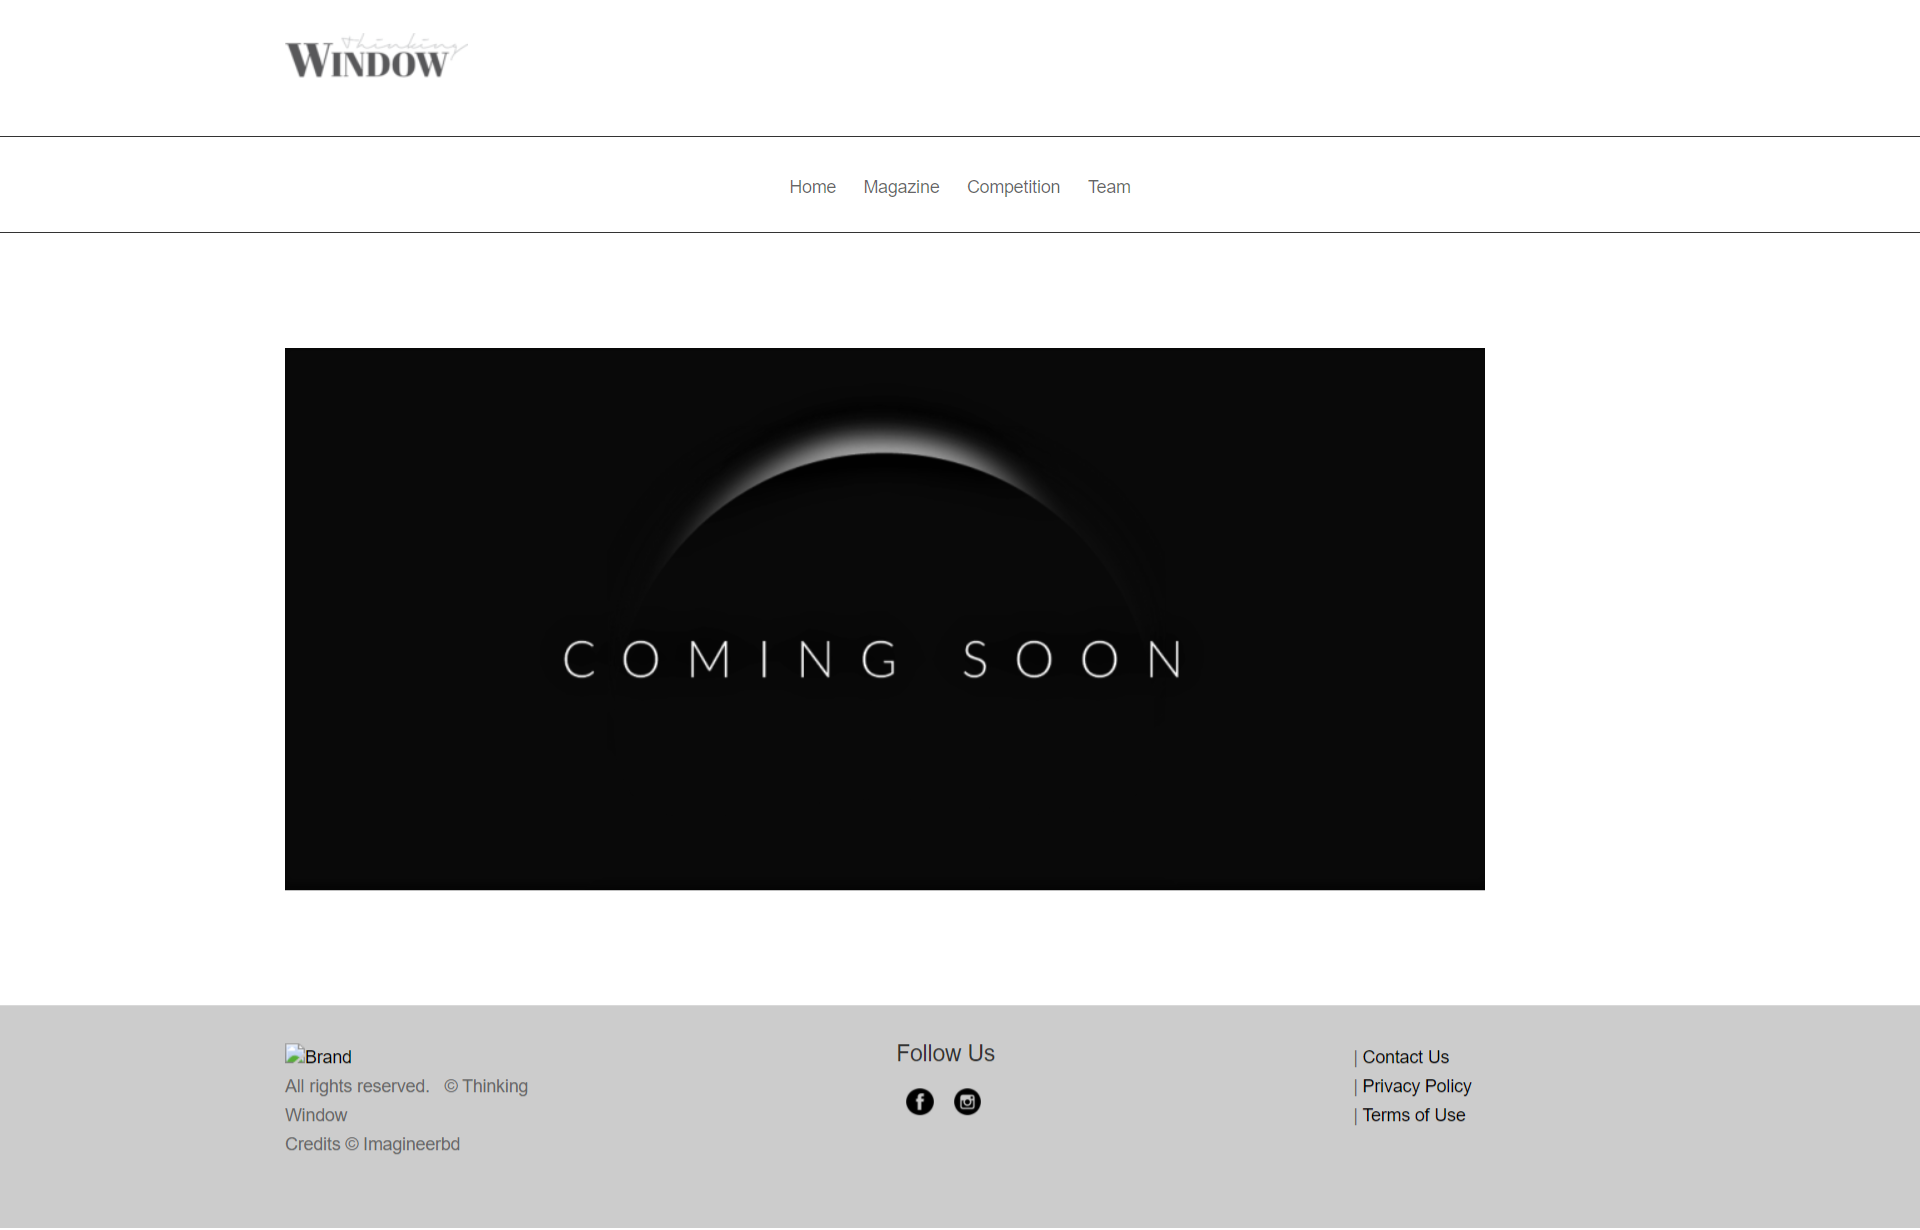 Thinking
WINDOW
Home Magazine Competition Team
COMING SOON
Brand
All rights reserved. © Thinking
Window
Credits © Imagineerbd
Follow Us
| Contact Us
| Privacy Policy
| Terms of Use